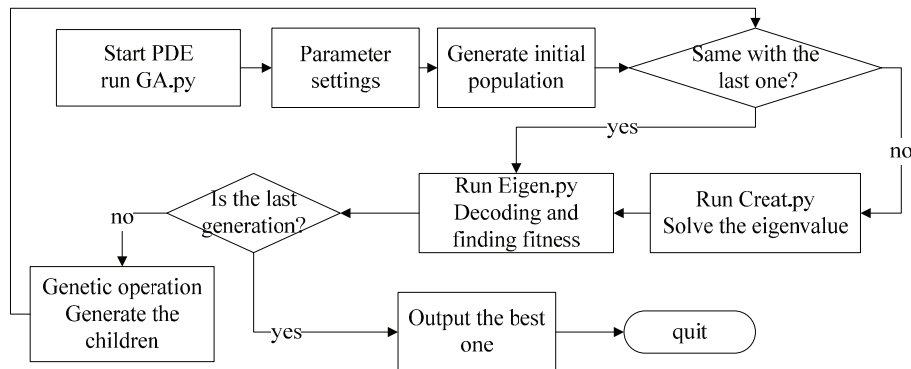 Start PDE
run GA.py
Parameter
settings
Generate initial
population
Same with the
last one?
yes
no
Run Creat.py
Solve the eigenvalue
Run Eigen.py
Decoding and
finding fitness
Is the last
generation?
no
Genetic operation
Generate the
children
yes
Output the best
one
quit